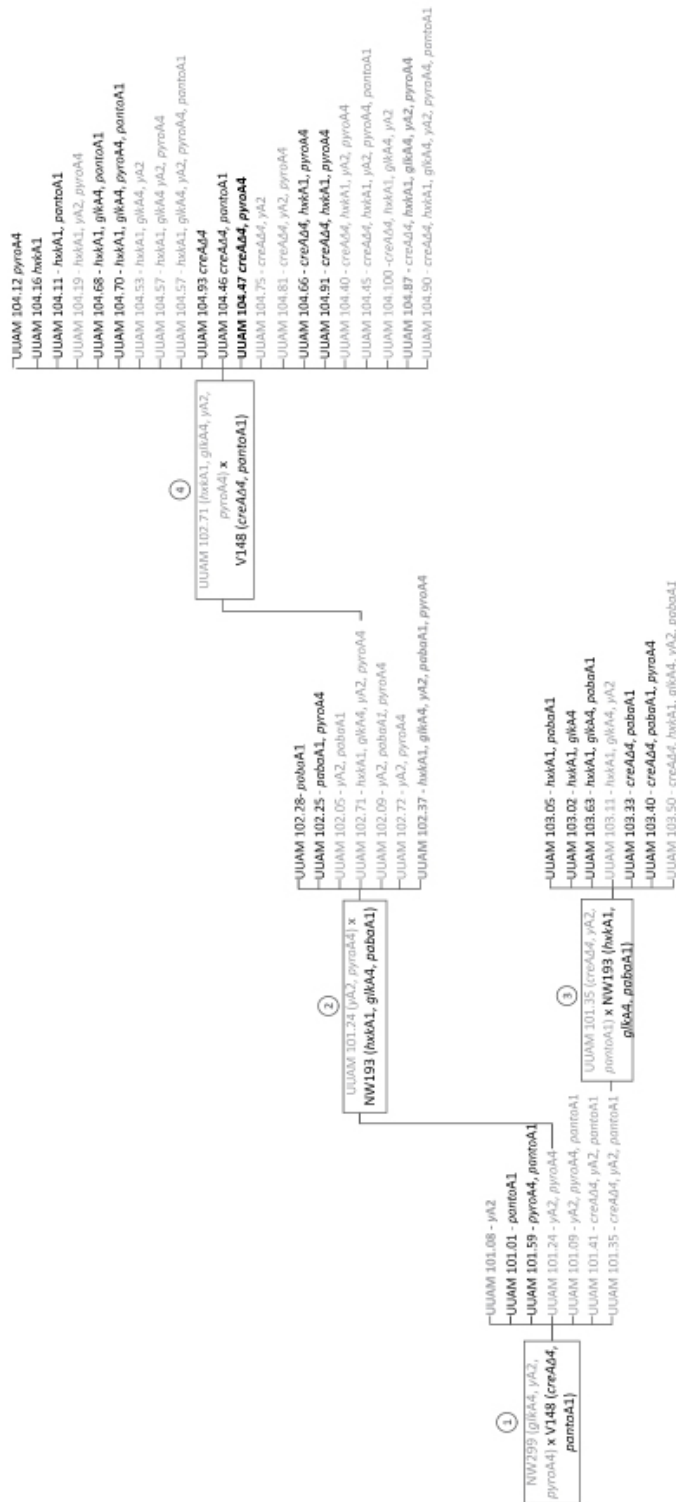 1
NW299 (glkA4, yA2,
pyroA4) x V148 (creAΔ4,
pantoA1)
UUAM 101.08 - yA2
UUAM 101.01 - pantoA1
UUAM 101.59 - pyroA4, pantoA1
UUAM 101.24 - yA2, pyroA4
UUAM 101.09 - yA2, pyroA4, pantoA1
UUAM 101.41 - creAΔ4, yA2, pantoA1
UUAM 101.35 - creAΔ4, yA2, pantoA1
2
UUAM 101.24 (yA2, pyroA4) x
NW193 (hxkA1, glkA4, pabaA1)
UUAM 102.28- pabaA1
UUAM 102.25 - pabaA1, pyroA4
UUAM 102.05 - yA2, pabaA1
UUAM 102.71 - hxkA1, glkA4, yA2, pyroA4
UUAM 102.09 - yA2, pabaA1, pyroA4
UUAM 102.72 - yA2, pyroA4
UUAM 102.37 - hxkA1, glkA4, yA2, pabaA1, pyroA4
3
UUAM 101.35 (creAΔ4, yA2,
pantoA1) x NW193 (hxkA1,
glkA4, pabaA1)
UUAM 103.05 - hxkA1, pabaA1
UUAM 103.02 - hxkA1, glkA4
UUAM 103.63 - hxkA1, glkA4, pabaA1
UUAM 103.11 - hxkA1, glkA4, yA2
UUAM 103.33 - creAΔ4, pabaA1
UUAM 103.40 - creAΔ4, pabaA1, pyroA4
UUAM 103.50 - creAΔ4, hxkA1, glkA4, yA2, pabaA1
4
UUAM 102.71 (hxkA1, glkA4, yA2,
pyroA4) x
V148 (creAΔ4, pantoA1)
UUAM 104.12 pyroA4
UUAM 104.16 hxkA1
UUAM 104.11 - hxkA1, pantoA1
UUAM 104.19 - hxkA1, yA2, pyroA4
UUAM 104.68 - hxkA1, glkA4, pantoA1
UUAM 104.70 - hxkA1, glkA4, pyroA4, pantoA1
UUAM 104.53 - hxkA1, glkA4, yA2
UUAM 104.57 - hxkA1, glkA4 yA2, pyroA4
UUAM 104.57 - hxkA1, glkA4, yA2, pyroA4, pantoA1
UUAM 104.93 creAΔ4
UUAM 104.46 creAΔ4, pantoA1
UUAM 104.47 creAΔ4, pyroA4
UUAM 104.75 - creAΔ4, yA2
UUAM 104.81 - creAΔ4, yA2, pyroA4
UUAM 104.66 - creAΔ4, hxkA1, pyroA4
UUAM 104.91 - creAΔ4, hxkA1, pyroA4
UUAM 104.40 - creAΔ4, hxkA1, yA2, pyroA4
UUAM 104.45 - creAΔ4, hxkA1, yA2, pyroA4, pantoA1
UUAM 104.100 - creAΔ4, hxkA1, glkA4, yA2
UUAM 104.87 - creAΔ4, hxkA1, glkA4, yA2, pyroA4
UUAM 104.90 - creAΔ4, hxkA1, glkA4, yA2, pyroA4, pantoA1